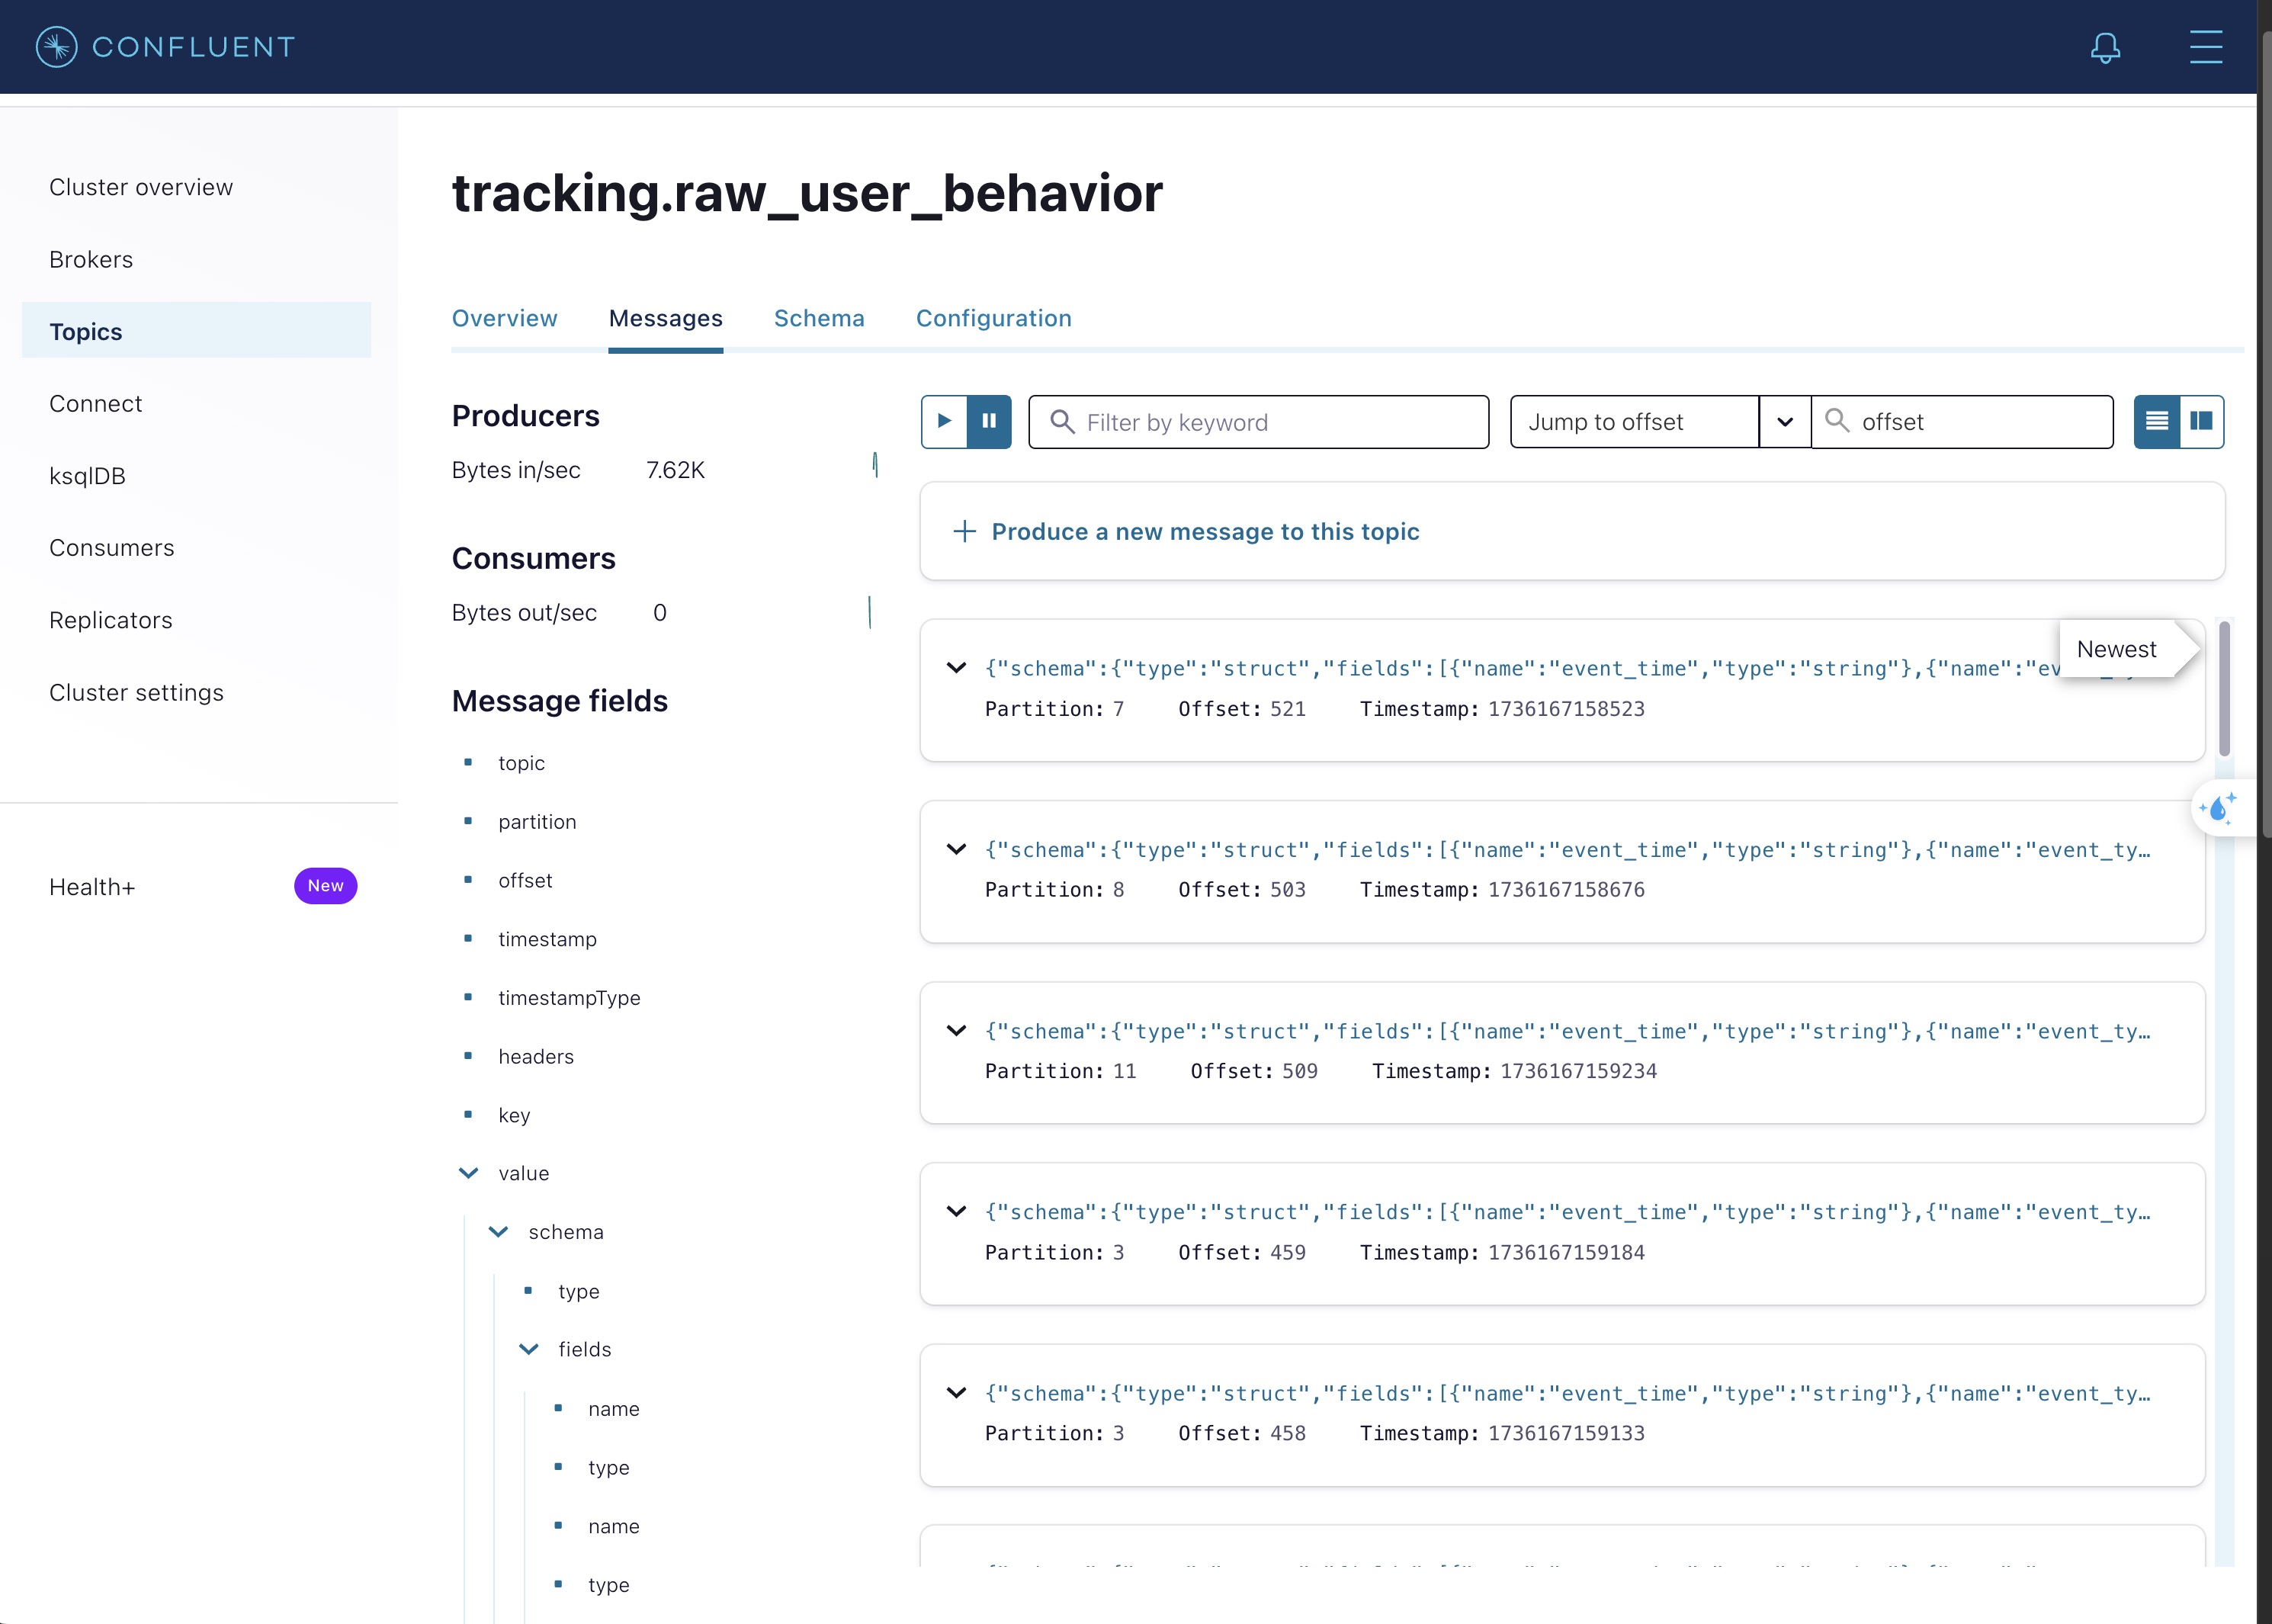 CONFLUENT
Cluster overview
Brokers
Topics
Connect
ksqlDB
Consumers
Replicators
Cluster settings
Health+ New
tracking.raw_user_behavior
Overview Messages Schema Configuration
Producers
Bytes in/sec 7.62K
Consumers
Bytes out/sec 0
Message fields
topic
partition
offset
timestamp
timestampType
headers
key
value
schema
type
fields
name
type
name
type
Filter by keyword
Jump to offset
offset
Produce a new message to this topic
Newest
{"schema":{"type":"struct","fields":[{"name":"event_time","type":"string"},{"name":"ev
Partition: 7 Offset: 521 Timestamp: 1736167158523
{"schema":{"type":"struct","fields":[{"name":"event_time","type":"string"},{"name":"event_ty…
Partition: 8 Offset: 503 Timestamp: 1736167158676
{"schema":{"type":"struct","fields":[{"name":"event_time","type":"string"},{"name":"event_ty…
Partition: 11 Offset: 509 Timestamp: 1736167159234
{"schema":{"type":"struct","fields":[{"name":"event_time","type":"string"},{"name":"event_ty…
Partition: 3 Offset: 459 Timestamp: 1736167159184
{"schema":{"type":"struct","fields":[{"name":"event_time","type":"string"},{"name":"event_ty…
Partition: 3 Offset: 458 Timestamp: 1736167159133